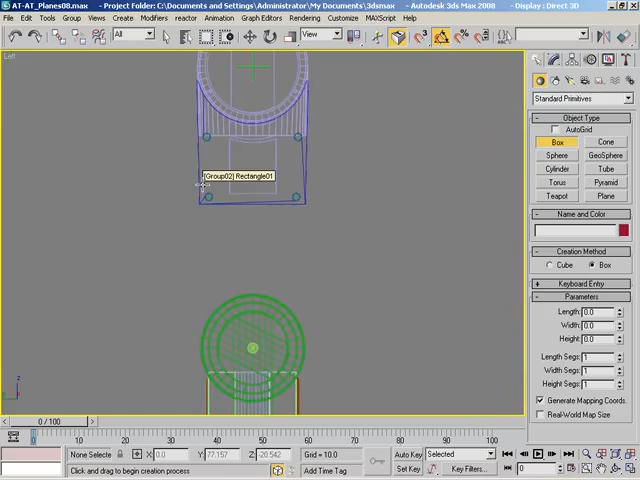 AT-AT_Planes08.max - Project Folder: C:\Documents and Settings\Administrator\My Documents\3dsmax - Autodesk 3ds Max 2008 - Display : Direct 3D
File Edit Tools Group Views Create Modifiers reactor Animation Graph Editors Rendering Customize MAXScript Help
All View
Left
Standard Primitives
Object Type
AutoGrid
Box Cone
Sphere GeoSphere
Cylinder Tube
Torus Pyramid
Teapot Plane
[Group02] Rectangle01
Name and Color
Creation Method
Cube Box
Keyboard Entry
Parameters
Length: 0.0
Width: 0.0
Height: 0.0
Length Segs: 1
Width Segs: 1
Height Segs: 1
Generate Mapping Coords.
Real-World Map Size
z
y
0 / 100
0 10 20 30 40 50 60 70 80 90 100
None Selecte X: 0.0 Y: 77.157 Z: -20.542 Grid = 10.0 Auto Key Selected
Click and drag to begin creation process Add Time Tag Set Key Key Filters... 0